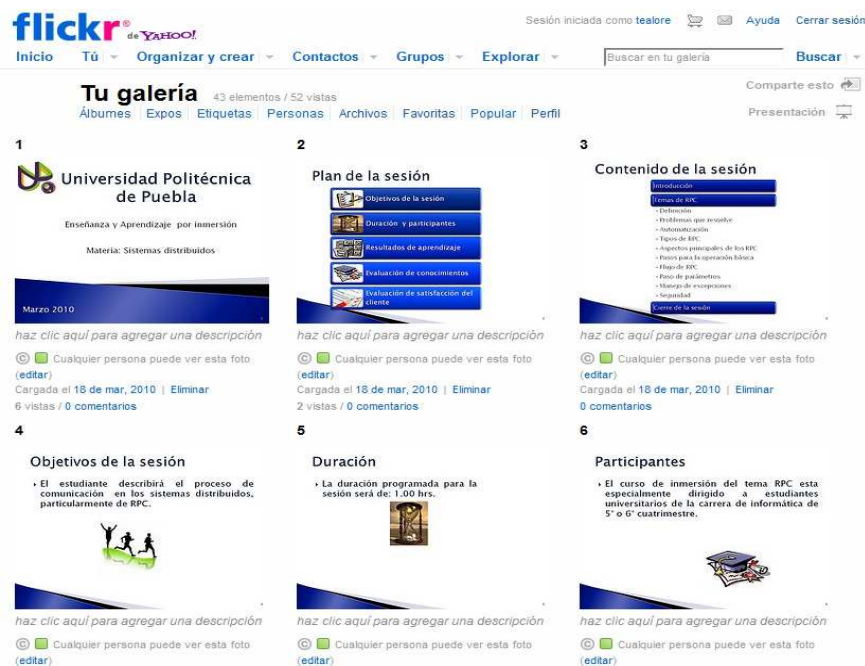 flickr de YAHOO!
Sesión iniciada como tealore Ayuda Cerrar sesión
Inicio Tú Organizar y crear Contactos Grupos Explorar Buscar en tu galería Buscar
Tu galería 43 elementos / 52 vistas
Comparte esto
Álbumes Expos Etiquetas Personas Archivos Favoritas Popular Perfil
Presentación
1
Universidad Politécnica
de Puebla
Enseñanza y Aprendizaje por inmersión
Materia: Sistemas distribuidos
Marzo 2010
haz clic aquí para agregar una descripción
© Cualquier persona puede ver esta foto
(editar)
Cargada el 18 de mar, 2010 | Eliminar
6 vistas / 0 comentarios
2
Plan de la sesión
Objetivos de la sesión
Duración y participantes
Resultados de aprendizaje
Evaluación de conocimientos
Evaluación de satisfacción del
cliente
haz clic aquí para agregar una descripción
© Cualquier persona puede ver esta foto
(editar)
Cargada el 18 de mar, 2010 | Eliminar
2 vistas / 0 comentarios
3
Contenido de la sesión
Introducción
Temas de RPC
Definición
Problemas que resuelve
Automatización
Tipos de RPC
Aspectos principales de los RPC
Pasos para la operación básica
Flujo de RPC
Paso de parámetros
Manejo de excepciones
Seguridad
Cierre de la sesión
haz clic aquí para agregar una descripción
© Cualquier persona puede ver esta foto
(editar)
Cargada el 18 de mar, 2010 | Eliminar
0 comentarios
4
Objetivos de la sesión
El estudiante describirá el proceso de
comunicación en los sistemas distribuidos,
particularmente de RPC.
haz clic aquí para agregar una descripción
© Cualquier persona puede ver esta foto
(editar)
5
Duración
La duración programada para la
sesión será de: 1.00 hrs.
haz clic aquí para agregar una descripción
© Cualquier persona puede ver esta foto
(editar)
6
Participantes
El curso de inmersión del tema RPC esta
especialmente dirigido a estudiantes
universitarios de la carrera de informática de
5° o 6° cuatrimestre.
haz clic aquí para agregar una descripción
© Cualquier persona puede ver esta foto
(editar)